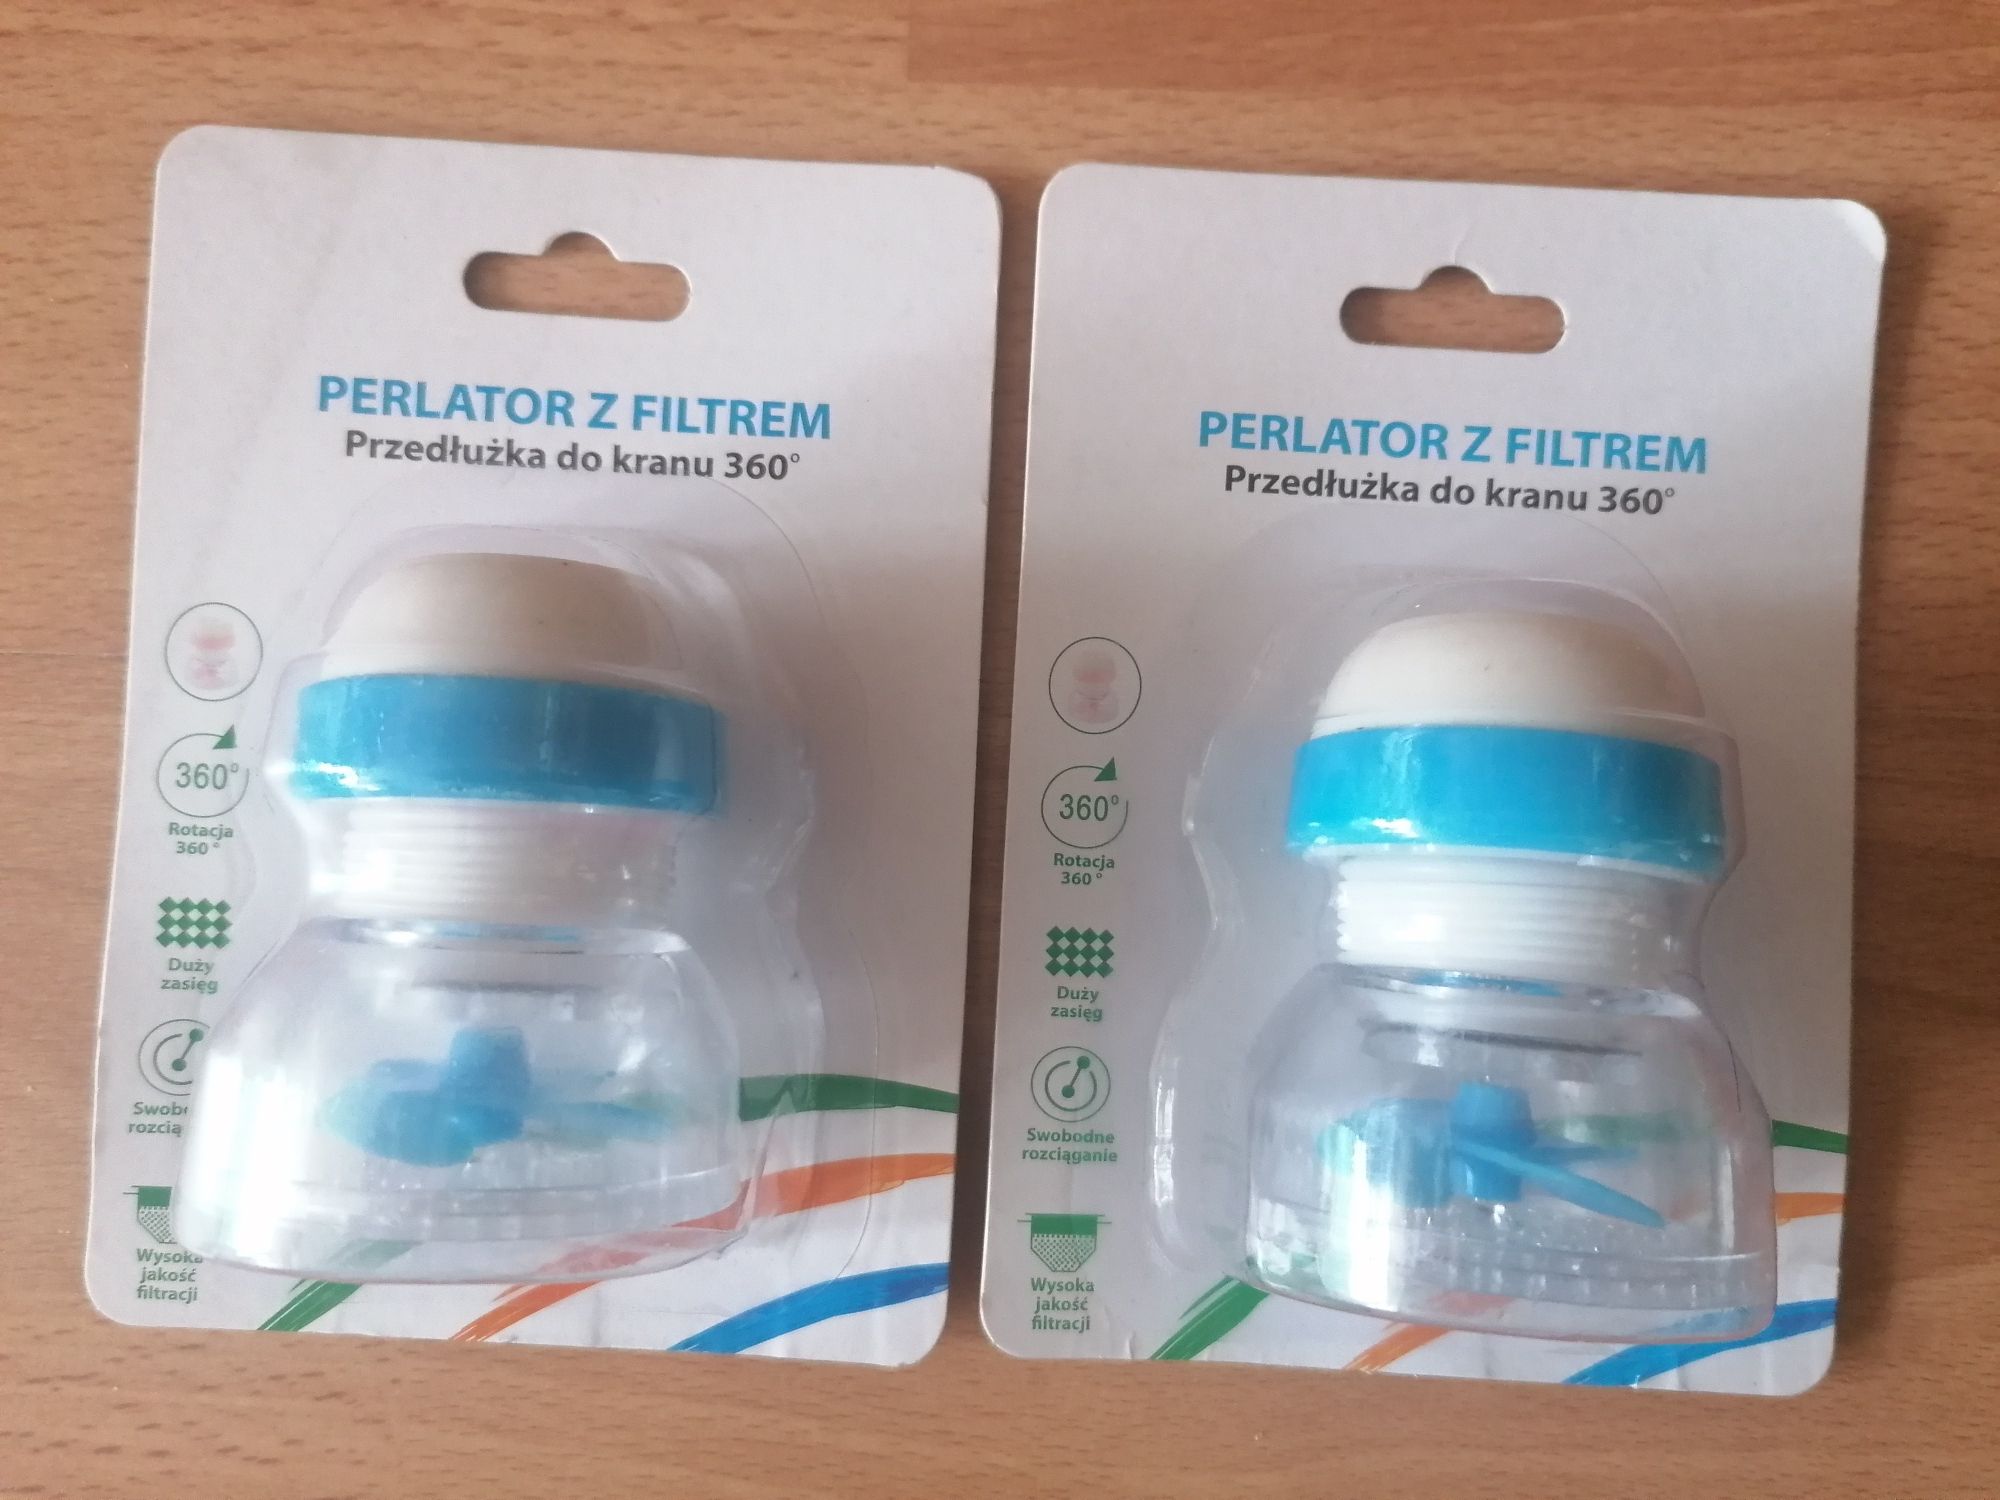 PERLATOR Z FILTREM
Przedłużka do kranu 360°
360°
Rotacja
360°
Duży
zasięg
rozcią
Wysoka
jakość
filtracji
PERLATOR Z FILTREM
Przedłużka do kranu 360°
360°
Rotacja
360°
Duży
zasięg
Swobodne
rozciąganie
Wysoka
jakość
filtracji